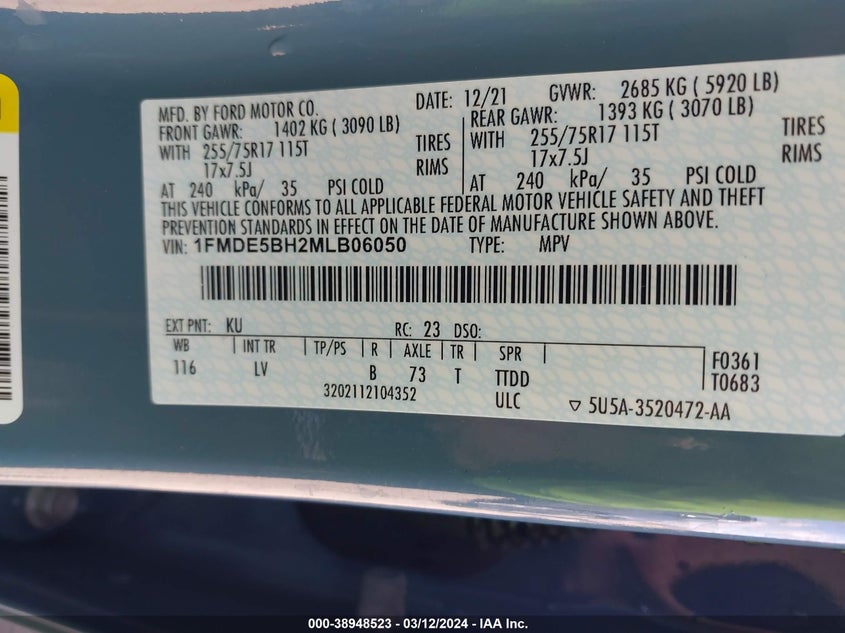 MFD. BY FORD MOTOR CO. DATE: 12/21 GVWR: 2685 KG ( 5920 LB)
FRONT GAWR: 1402 KG ( 3090 LB) REAR GAWR: 1393 KG ( 3070 LB)
WITH 255/75R17 115T TIRES WITH 255/75R17 115T TIRES
17x7.5J RIMS 17x7.5J RIMS
AT 240 kPa/ 35 PSI COLD AT 240 kPa/ 35 PSI COLD
THIS VEHICLE CONFORMS TO ALL APPLICABLE FEDERAL MOTOR VEHICLE SAFETY AND THEFT
PREVENTION STANDARDS IN EFFECT ON THE DATE OF MANUFACTURE SHOWN ABOVE.
VIN: 1FMDE5BH2MLB06050 TYPE: MPV
EXT PNT: KU RC: 23 DSO:
WB INT TR TP/PS R AXLE TR SPR F0361
116 LV B 73 T TTDD T0683
3202112104352 ULC ▽ 5U5A-3520472-AA
000-38948523 - 03/12/2024 - IAA Inc.